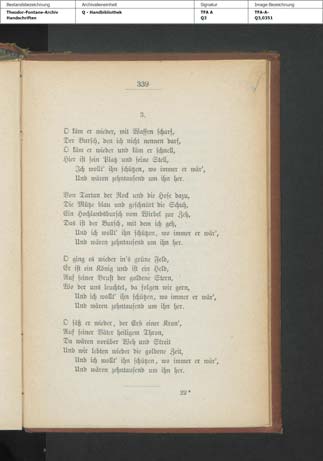 Bestandsbezeichnung Archivalieneinheit Signatur Image Bezeichnung
Theodor-Fontane-Archiv Q - Handbibliothek TFA A TFA-A-
Handschriften Q3 Q3,0351
339
3.
O käm er wieder, mit Waffen scharf,
Der Bursch, den ich nicht nennen darf,
O käm er wieder und käm er schnell,
Hier ist sein Platz und seine Stell,
Ich wollt' ihn schützen, wo immer er wär',
Und wären zehntausend um ihn her.
Von Tartan der Rock und die Hose dazu,
Die Mütze blau und geschnürt die Schuh,
Ein Hochlandsbursch vom Wirbel zur Zeh,
Das ist der Bursch, mit dem ich geh,
Und ich wollt' ihn schützen, wo immer er wär',
Und wären zehntausend um ihn her.
O ging es wieder in's grüne Feld,
Er ist ein König und ist ein Held,
Auf seiner Brust der goldene Stern,
Wo der uns leuchtet, da folgen wir gern,
Und ich wollt' ihn schützen, wo immer er wär',
Und wären zehntausend um ihn her.
O säß er wieder, der Erb einer Kron',
Auf seiner Väter heiligem Thron,
Da wären vorüber Weh und Streit
Und wir lebten wieder die goldene Zeit,
Und ich wollt' ihn schützen, wo immer er wär',
Und wären zehntausend um ihn her.
22*